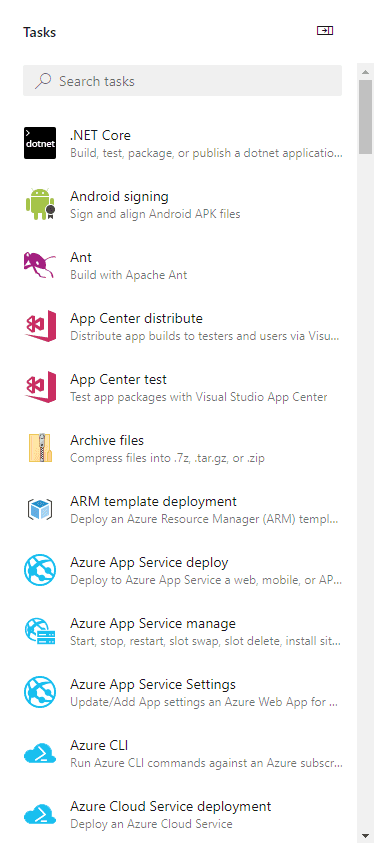 Tasks
Search tasks
dotnet
.NET Core
Build, test, package, or publish a dotnet applicatio...
Android signing
Sign and align Android APK files
Ant
Build with Apache Ant
App Center distribute
Distribute app builds to testers and users via Visu...
App Center test
Test app packages with Visual Studio App Center
Archive files
Compress files into .7z, .tar.gz, or .zip
ARM template deployment
Deploy an Azure Resource Manager (ARM) templ...
Azure App Service deploy
Deploy to Azure App Service a web, mobile, or AP...
Azure App Service manage
Start, stop, restart, slot swap, slot delete, install sit...
Azure App Service Settings
Update/Add App settings an Azure Web App for ...
Azure CLI
Run Azure CLI commands against an Azure subscr...
Azure Cloud Service deployment
Deploy an Azure Cloud Service